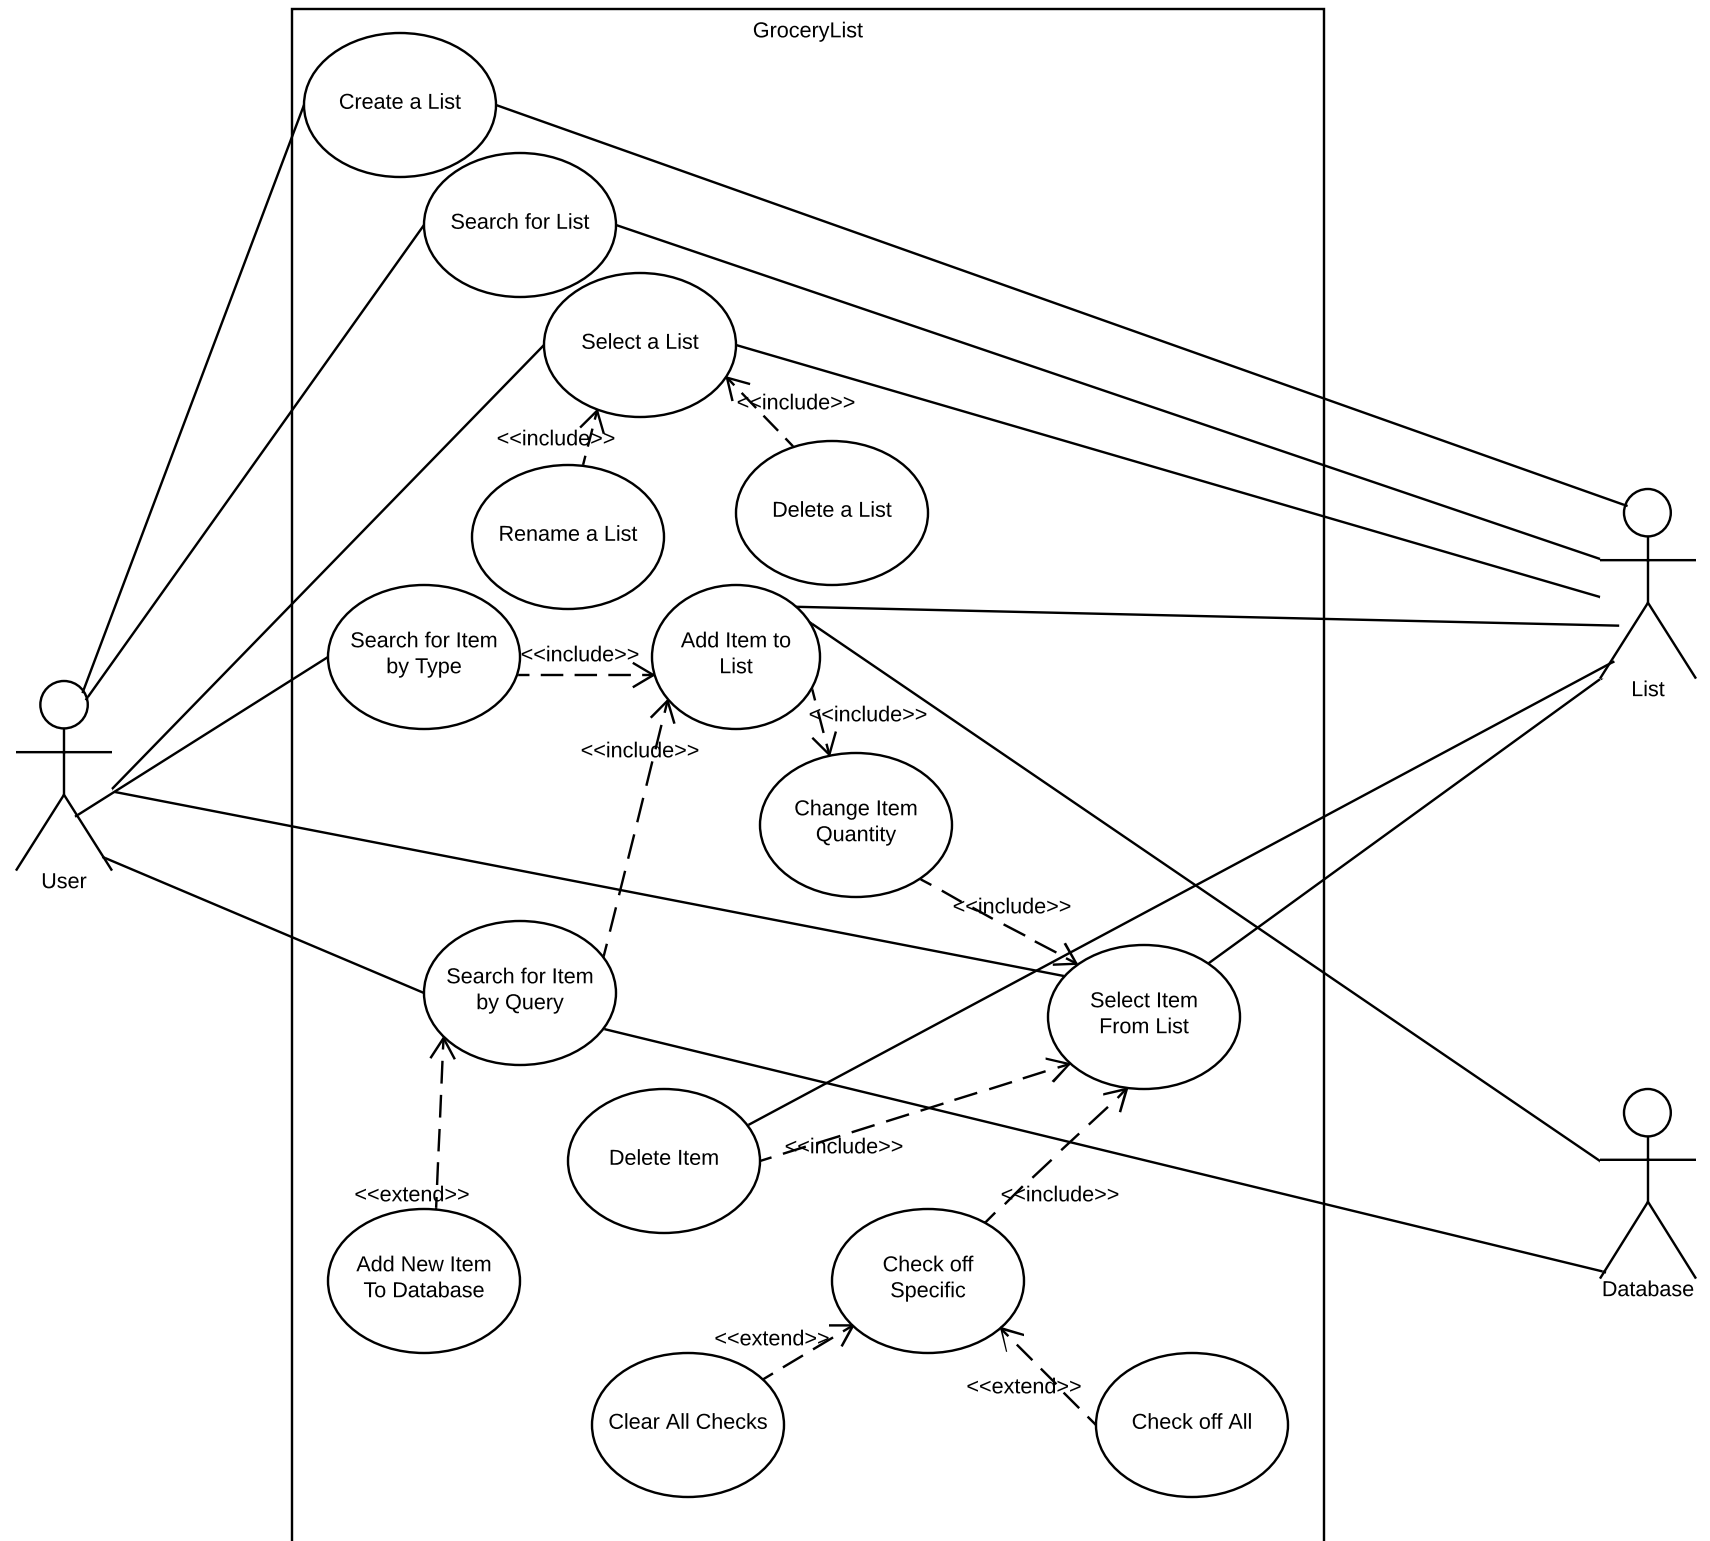 GroceryList
Create a List
Search for List
Select a List
<<include>>
<<include>>
Rename a List
Delete a List
Search for Item
by Type
<<include>>
Add Item to
List
<<include>>
<<include>>
Change Item
Quantity
List
User
<<include>>
Search for Item
by Query
Select Item
From List
Delete Item
<<include>>
<<extend>>
<<include>>
Add New Item
To Database
Check off
Specific
Database
<<extend>>
<<extend>>
Clear All Checks
Check off All